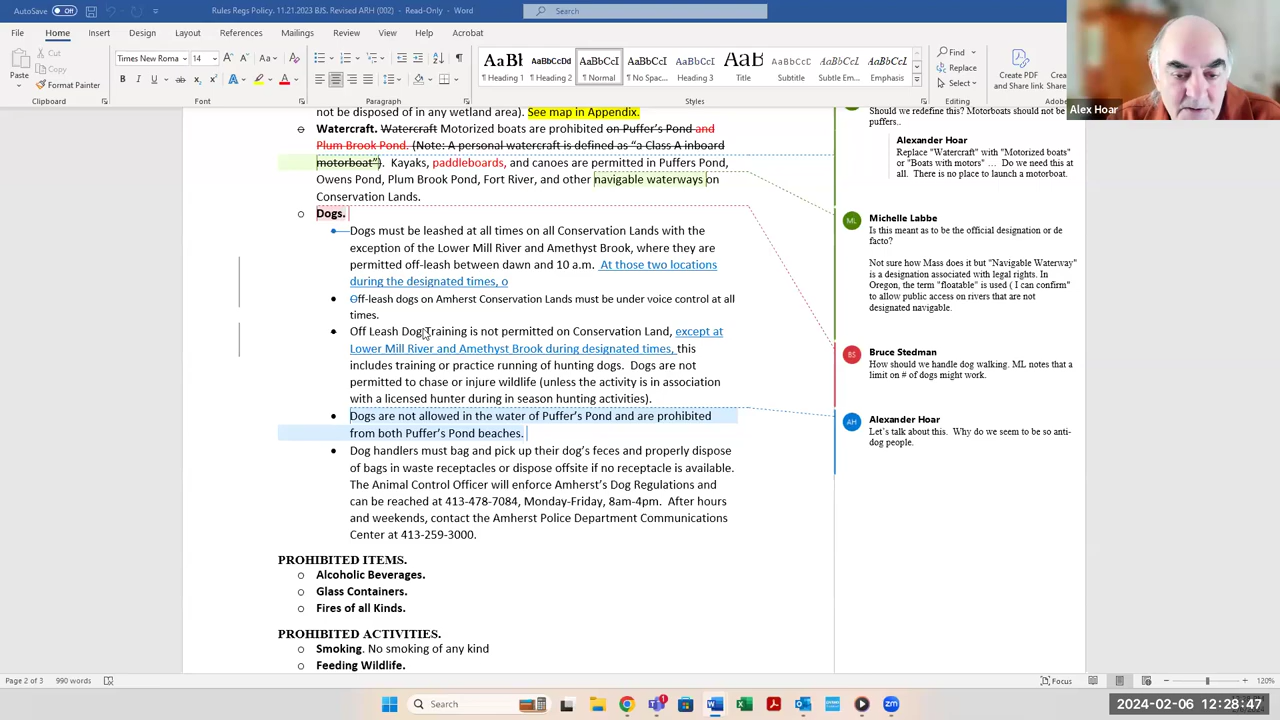 AutoSave Off
Rules Regs Policy. 11.21.2023 BJS. Revised ARH (002) - Word
Search
File Home Insert Design Layout References Mailings Review View Help Acrobat
Paste
Cut
Copy
Format Painter
Clipboard
Times New Roma 14
Font
Paragraph
AaBl AaBbCcDd AaBbCcI AaBbCcI AaBbCcI AaB AaBbCcD AaBbCcI AaBbCcI
¶ Heading 1 ¶ Heading 2 ¶ Normal ¶ No Spac... Heading 3 Title Subtitle Subtle Em... Emphasis
Styles
Find
Replace
Select
Editing
Create PDF
and Share link
Alex Hoar
not be disposed of in any wetland area). See map in Appendix.
o Watercraft. Watercraft Motorized boats are prohibited on Puffer's Pond and
Plum Brook Pond. (Note: A personal watercraft is defined as "a Class A inboard
motorboat"). Kayaks, paddleboards, and canoes are permitted in Puffers Pond,
Owens Pond, Plum Brook Pond, Fort River, and other navigable waterways on
Conservation Lands.
o Dogs.
• Dogs must be leashed at all times on all Conservation Lands with the
exception of the Lower Mill River and Amethyst Brook, where they are
permitted off-leash between dawn and 10 a.m. At those two locations
during the designated times, o
• Off-leash dogs on Amherst Conservation Lands must be under voice control at all
times.
• Off Leash Dog Training is not permitted on Conservation Land, except at
Lower Mill River and Amethyst Brook during designated times, this
includes training or practice running of hunting dogs. Dogs are not
permitted to chase or injure wildlife (unless the activity is in association
with a licensed hunter during in season hunting activities).
• Dogs are not allowed in the water of Puffer's Pond and are prohibited
from both Puffer's Pond beaches.
• Dog handlers must bag and pick up their dog's feces and properly dispose
of bags in waste receptacles or dispose offsite if no receptacle is available.
The Animal Control Officer will enforce Amherst's Dog Regulations and
can be reached at 413-478-7084, Monday-Friday, 8am-4pm. After hours
and weekends, contact the Amherst Police Department Communications
Center at 413-259-3000.
PROHIBITED ITEMS.
o Alcoholic Beverages.
o Glass Containers.
o Fires of all Kinds.
PROHIBITED ACTIVITIES.
o Smoking. No smoking of any kind
o Feeding Wildlife.
Should we redefine this? Motorboats should not be
puffers..
Alexander Hoar
Replace "Watercraft" with "Motorized boats"
or "Boats with motors" … Do we need this at
all. There is no place to launch a motorboat.
ML Michelle Labbe
Is this meant as to be the official designation or de
facto?
Not sure how Mass does it but "Navigable Waterway"
is a designation associated with legal rights. In
Oregon, the term "floatable" is used ( I can confirm"
to allow public access on rivers that are not
designated navigable.
BS Bruce Stedman
How should we handle dog walking. ML notes that a
limit on # of dogs might work.
AH Alexander Hoar
Let's talk about this. Why do we seem to be so anti-
dog people.
Page 2 of 3 990 words
Focus
120%
Search
2024-02-06 12:28:47